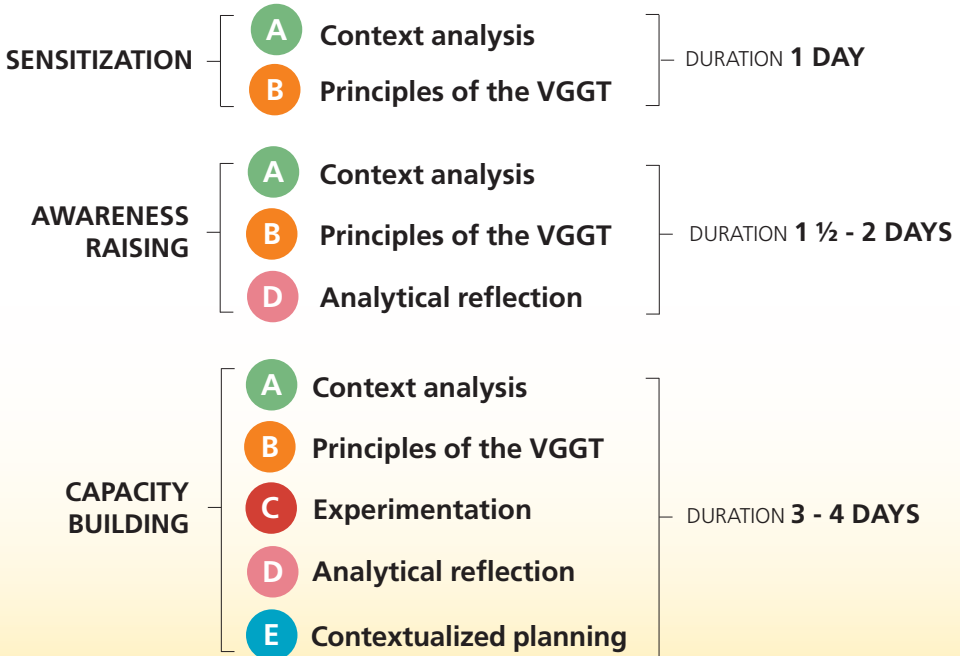 SENSITIZATION
A Context analysis
B Principles of the VGGT
DURATION 1 DAY
AWARENESS
RAISING
A Context analysis
B Principles of the VGGT
D Analytical reflection
DURATION 1 ½ - 2 DAYS
CAPACITY
BUILDING
A Context analysis
B Principles of the VGGT
C Experimentation
D Analytical reflection
E Contextualized planning
DURATION 3 - 4 DAYS